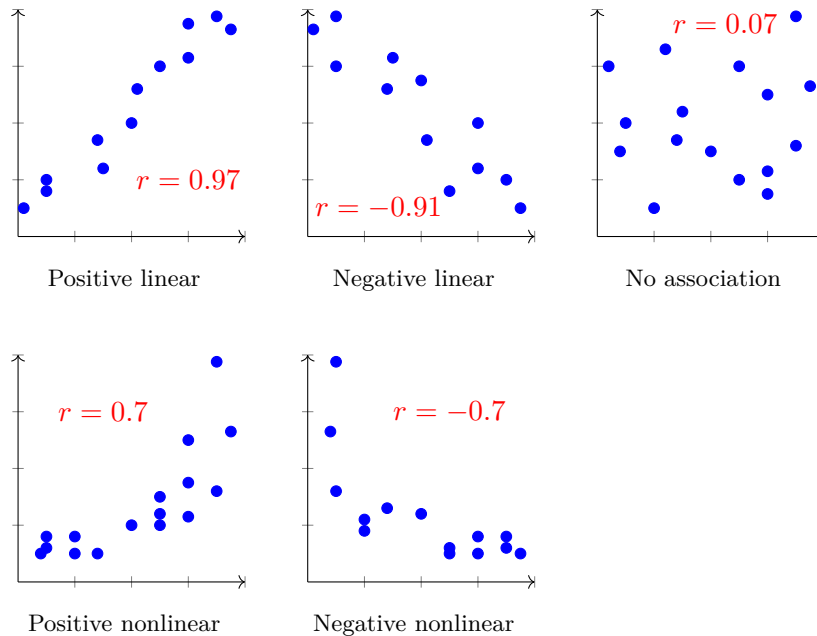 r = 0.97
Positive linear
r = −0.91
Negative linear
r = 0.07
No association
r = 0.7
Positive nonlinear
r = −0.7
Negative nonlinear